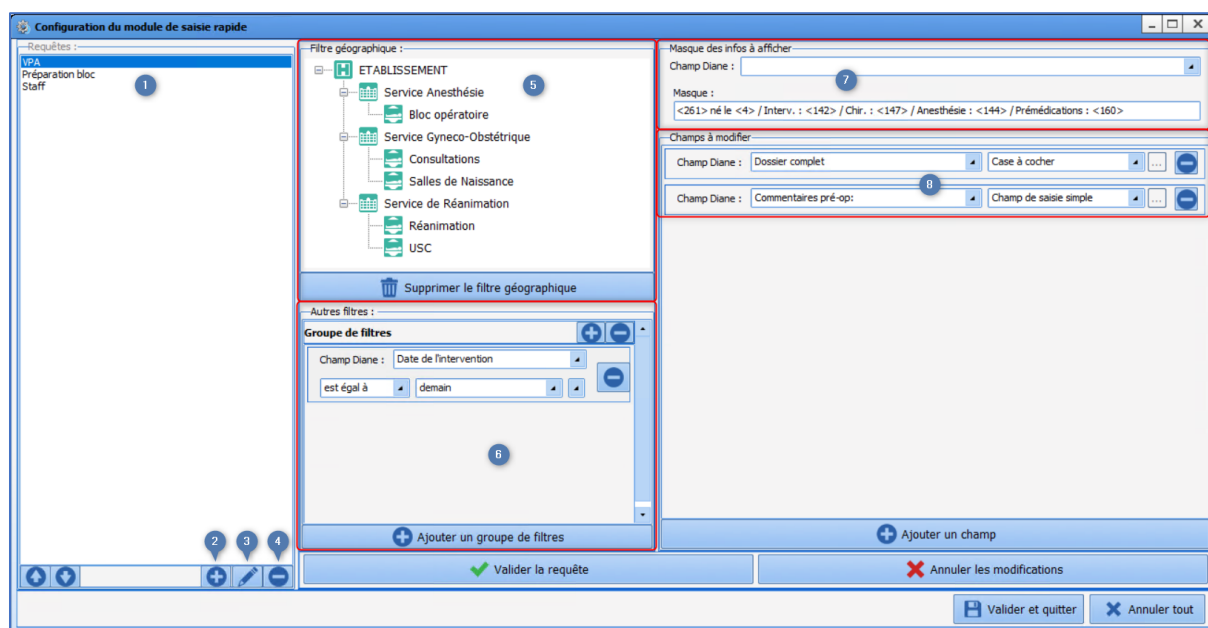 Configuration du module de saisie rapide
Requêtes :
VPA
Préparation bloc
Staff
1
2
3
4
Filtre géographique :
ETABLISSEMENT
Service Anesthésie
Bloc opératoire
Service Gyneco-Obstétrique
Consultations
Salles de Naissance
Service de Réanimation
Réanimation
USC
5
Supprimer le filtre géographique
Autres filtres :
Groupe de filtres
Champ Diane : Date de l'intervention
est égal à demain
6
Ajouter un groupe de filtres
Masque des infos à afficher
Champ Diane :
7
Masque :
<261> né le <4> / Interv. : <142> / Chir. : <147> / Anesthésie : <144> / Prémédications : <160>
Champs à modifier
Champ Diane : Dossier complet Case à cocher ...
8
Champ Diane : Commentaires pré-op: Champ de saisie simple ...
Ajouter un champ
Valider la requête
Annuler les modifications
Valider et quitter
Annuler tout